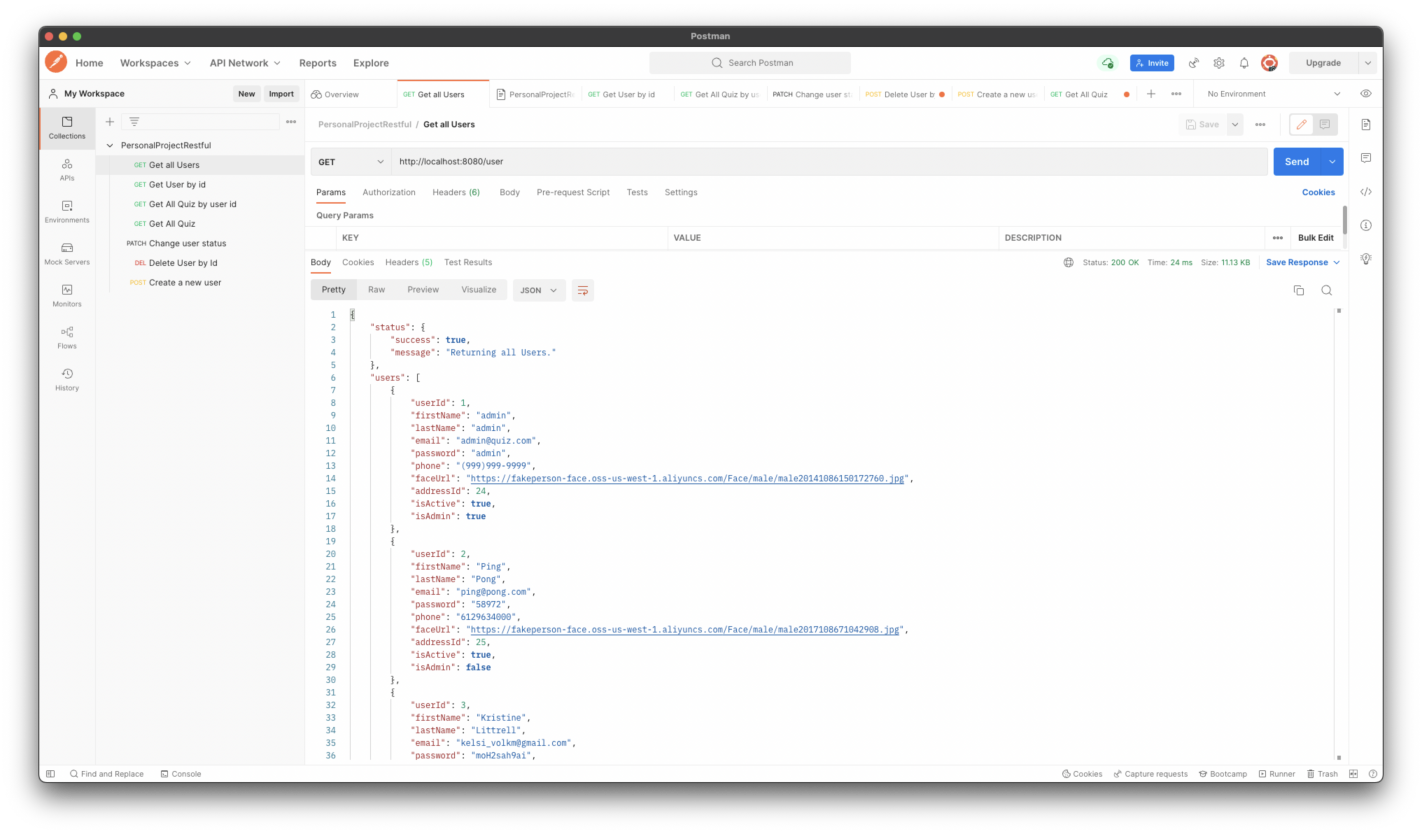 Postman
Home Workspaces API Network Reports Explore Search Postman Invite Upgrade
My Workspace New Import Overview GET Get all Users PersonalProjectR GET Get User by id GET Get All Quiz by us PATCH Change user st POST Delete User b POST Create a new us GET Get All Quiz No Environment
Collections
APIs
Environments
Mock Servers
Monitors
Flows
History
PersonalProjectRestful
GET Get all Users
GET Get User by id
GET Get All Quiz by user id
GET Get All Quiz
PATCH Change user status
DEL Delete User by Id
POST Create a new user
PersonalProjectRestful / Get all Users Save
GET http://localhost:8080/user Send
Params Authorization Headers (6) Body Pre-request Script Tests Settings Cookies
Query Params
KEY VALUE DESCRIPTION Bulk Edit
Body Cookies Headers (5) Test Results Status: 200 OK Time: 24 ms Size: 11.13 KB Save Response
Pretty Raw Preview Visualize JSON
1 {
2 "status": {
3 "success": true,
4 "message": "Returning all Users."
5 },
6 "users": [
7 {
8 "userId": 1,
9 "firstName": "admin",
10 "lastName": "admin",
11 "email": "admin@quiz.com",
12 "password": "admin",
13 "phone": "(999)999-9999",
14 "faceUrl": "https://fakeperson-face.oss-us-west-1.aliyuncs.com/Face/male/male20141086150172760.jpg",
15 "addressId": 24,
16 "isActive": true,
17 "isAdmin": true
18 },
19 {
20 "userId": 2,
21 "firstName": "Ping",
22 "lastName": "Pong",
23 "email": "ping@pong.com",
24 "password": "58972",
25 "phone": "6129634000",
26 "faceUrl": "https://fakeperson-face.oss-us-west-1.aliyuncs.com/Face/male/male2017108671042908.jpg",
27 "addressId": 25,
28 "isActive": true,
29 "isAdmin": false
30 },
31 {
32 "userId": 3,
33 "firstName": "Kristine",
34 "lastName": "Littrell",
35 "email": "kelsi_volkm@gmail.com",
36 "password": "moH2sah9ai",
Find and Replace Console Cookies Capture requests Bootcamp Runner Trash